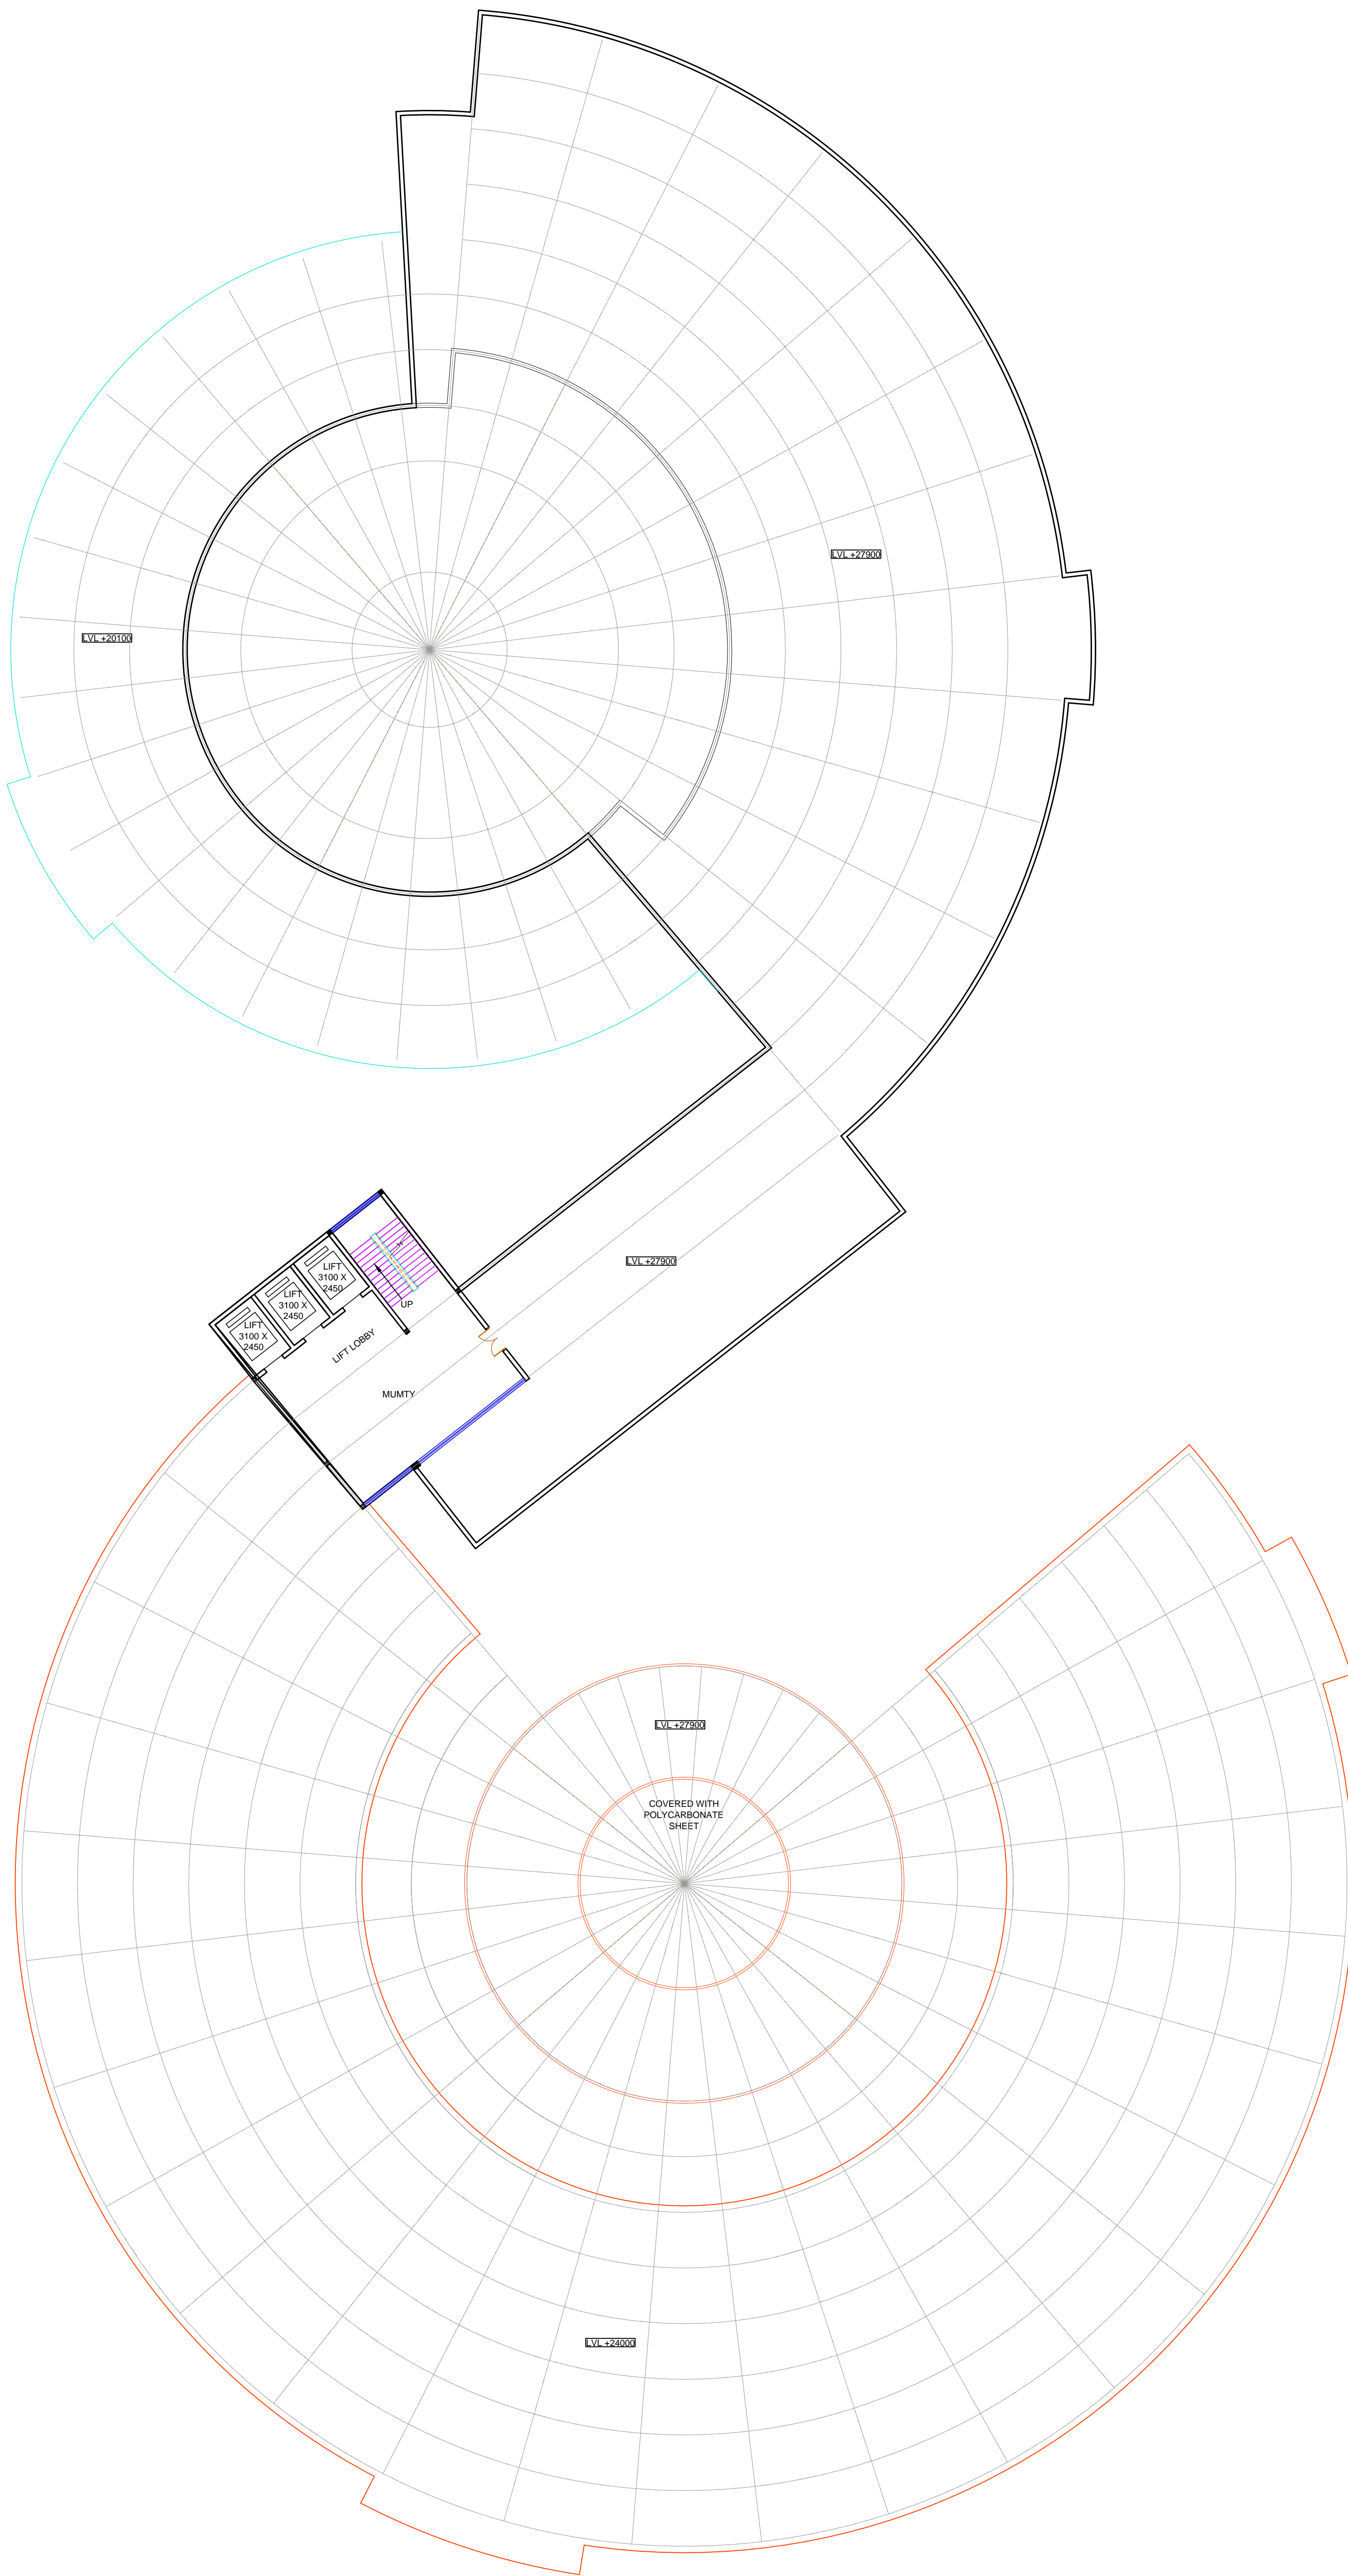 LVL +27900
LVL +20100
LVL +27900
LIFT
3100 X
2450
LIFT
3100 X
2450
LIFT
3100 X
2450
UP
LIFT LOBBY
MUMTY
LVL +27900
COVERED WITH
POLYCARBONATE
SHEET
LVL +24000